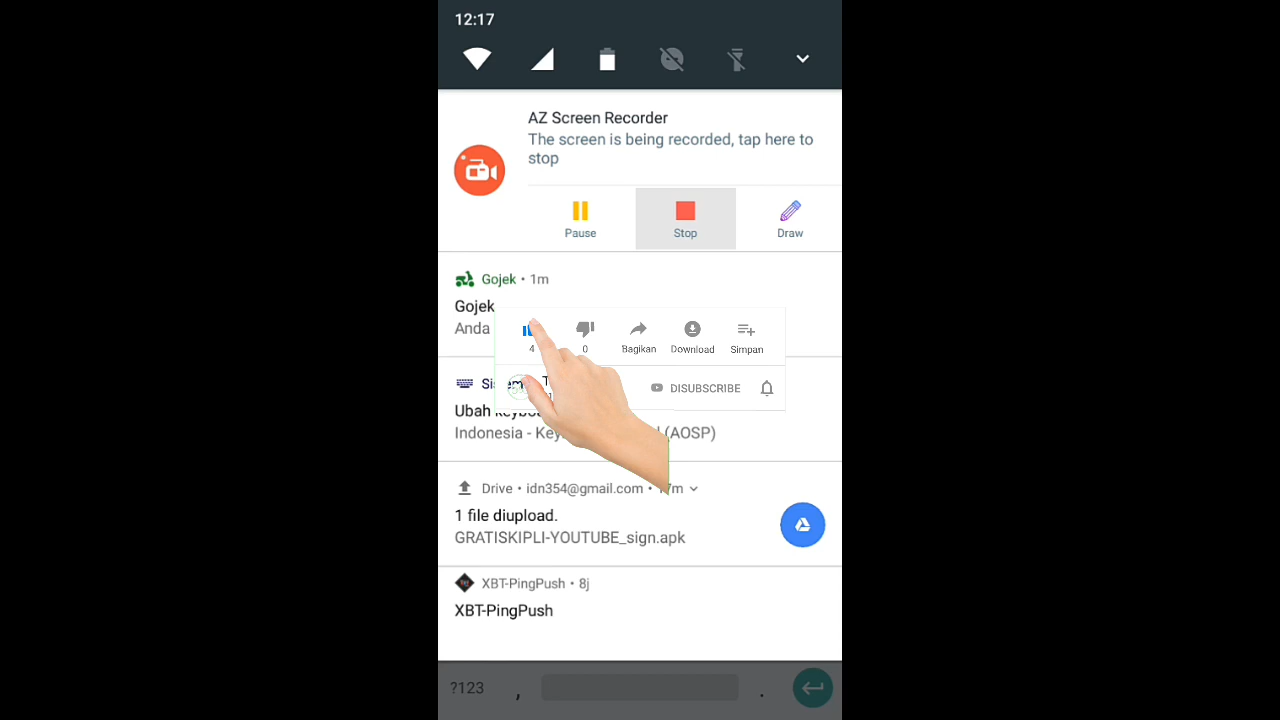 12:17
AZ Screen Recorder
The screen is being recorded, tap here to
stop
Pause
Stop
Draw
Gojek • 1m
Gojek
Anda
4
0
Bagikan
Download
Simpan
DISUBSCRIBE
Ubah
Indonesia - (AOSP)
Drive • idn354@gmail.com •
1 file diupload.
GRATISKIPLI-YOUTUBE_sign.apk
XBT-PingPush • 8j
XBT-PingPush
?123 , .